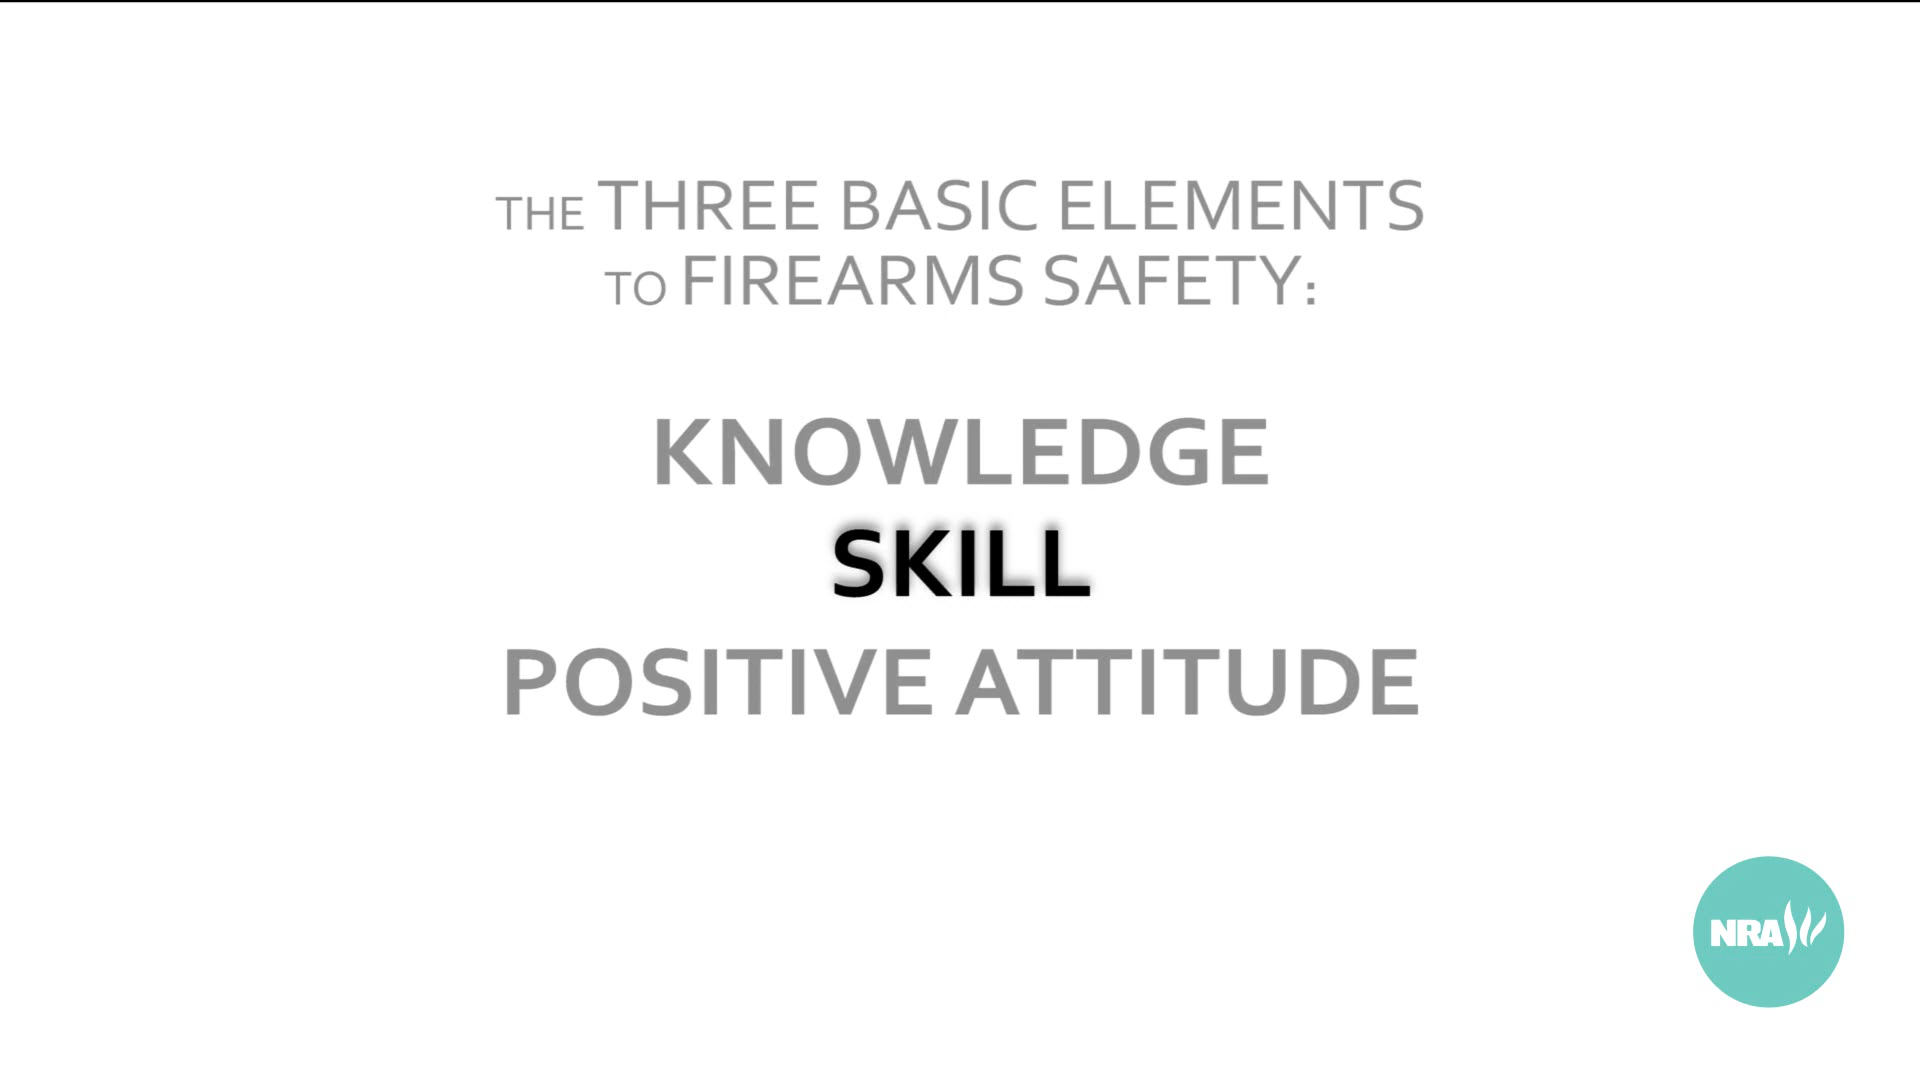 THE THREE BASIC ELEMENTS
TO FIREARMS SAFETY:
KNOWLEDGE
SKILL
POSITIVE ATTITUDE
NRA